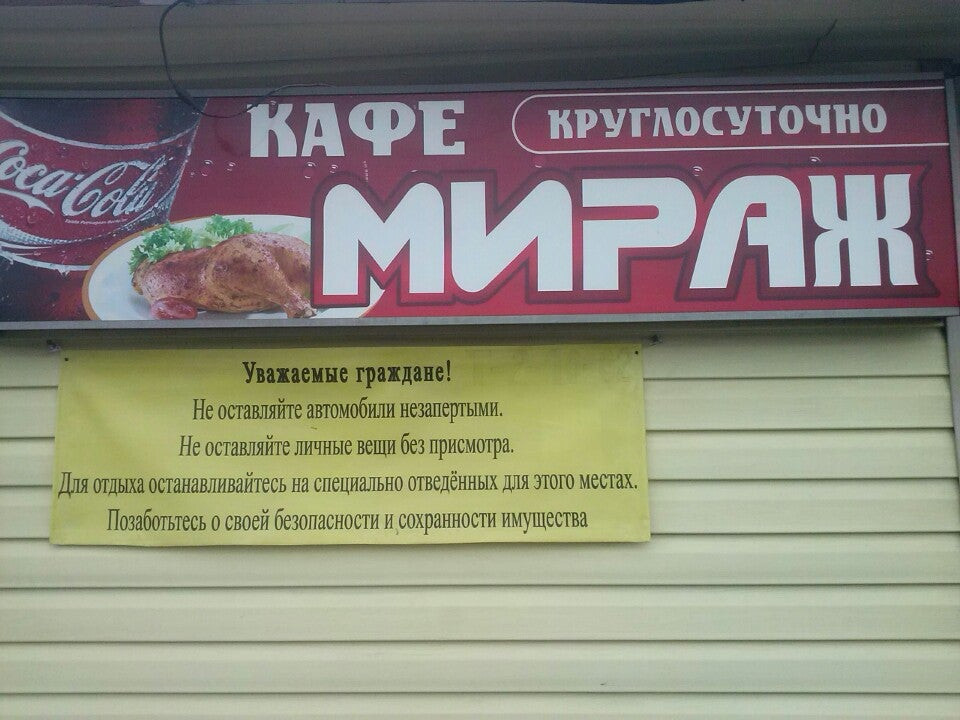 КАФЕ
КРУГЛОСУТОЧНО
Coca-Cola
МИРАЖ
Уважаемые граждане!
Не оставляйте автомобили незапертыми.
Не оставляйте личные вещи без присмотра.
Для отдыха останавливайтесь на специально отведённых для этого местах.
Позаботьтесь о своей безопасности и сохранности имущества